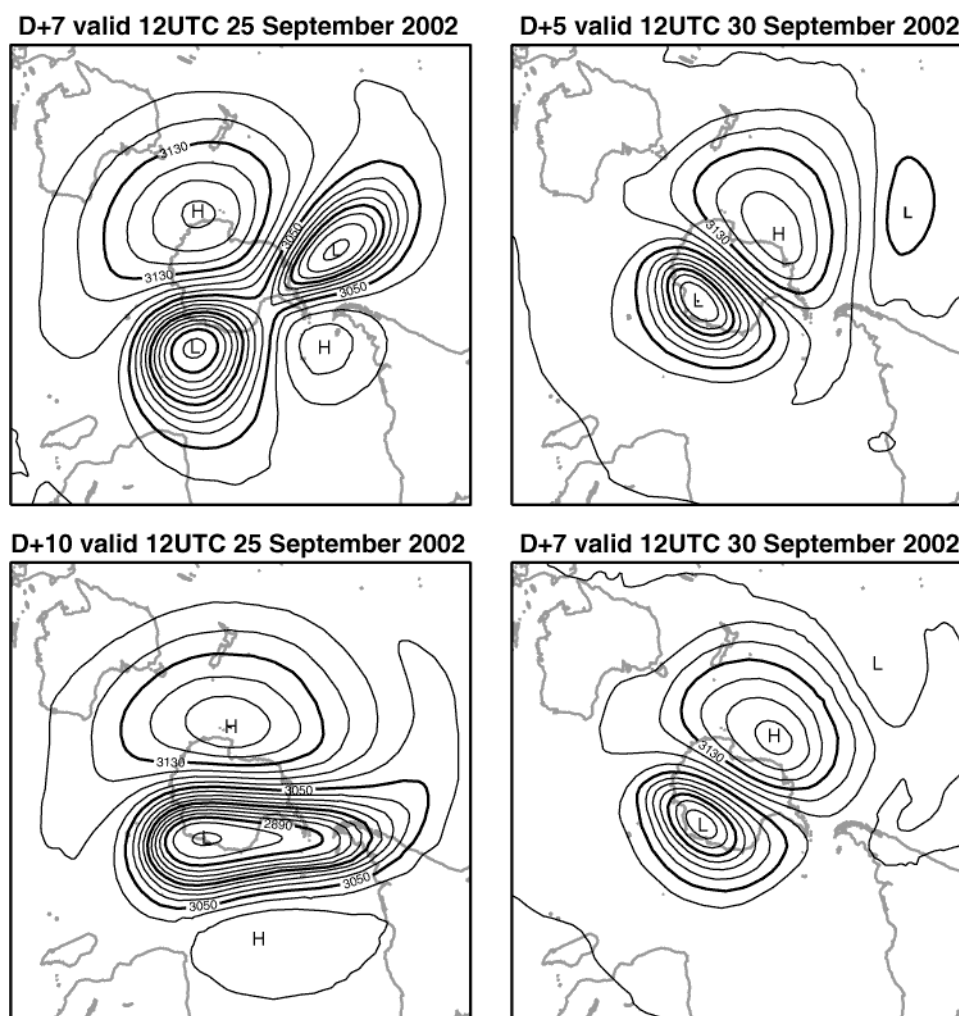 D+7 valid 12UTC 25 September 2002
D+5 valid 12UTC 30 September 2002
3130
H
3050
L
3130
3050
L
H
3130
H
L
L
D+10 valid 12UTC 25 September 2002
D+7 valid 12UTC 30 September 2002
H
3130
3050
2890
L
3050
3050
H
L
H
3130
L